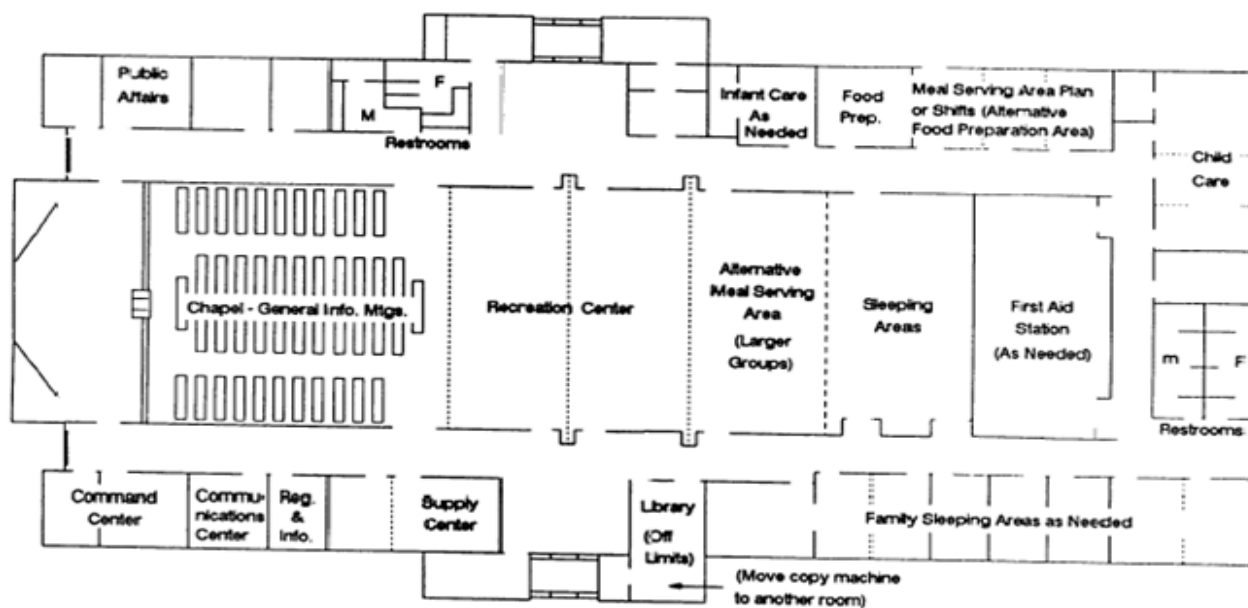 Public
Affairs
F
M
Restrooms
Infant Care
As
Needed
Food
Prep.
Meal Serving Area Plan
or Shifts (Alternative
Food Preparation Area)
Child
Care
Chapel - General Info. Mtgs.
Recreation Center
Alternative
Meal Serving
Area
(Larger
Groups)
Sleeping
Areas
First Aid
Station
(As Needed)
m
F
Restrooms
Command
Center
Commu-
nications
Center
Reg.
&
Info.
Supply
Center
Library
(Off
Limits)
Family Sleeping Areas as Needed
(Move copy machine
to another room)